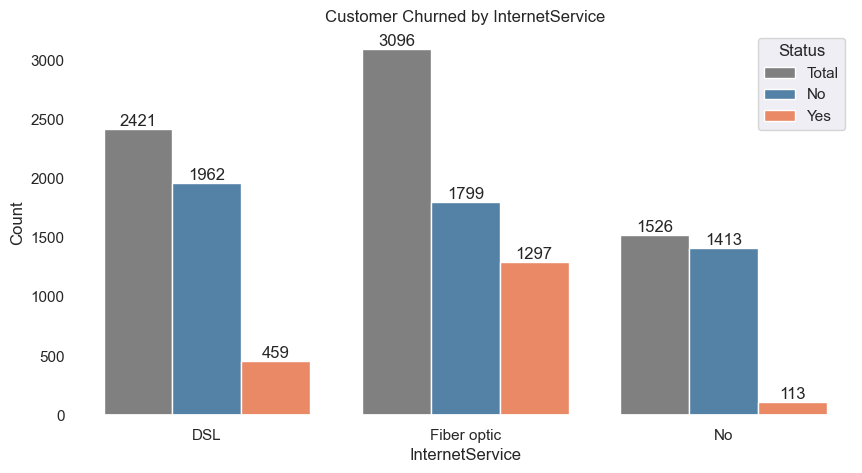 Customer Churned by InternetService
Status
Total
No
Yes
Count
3000
2500
2000
1500
1000
500
0
2421
1962
459
3096
1799
1297
1526
1413
113
DSL
Fiber optic
No
InternetService